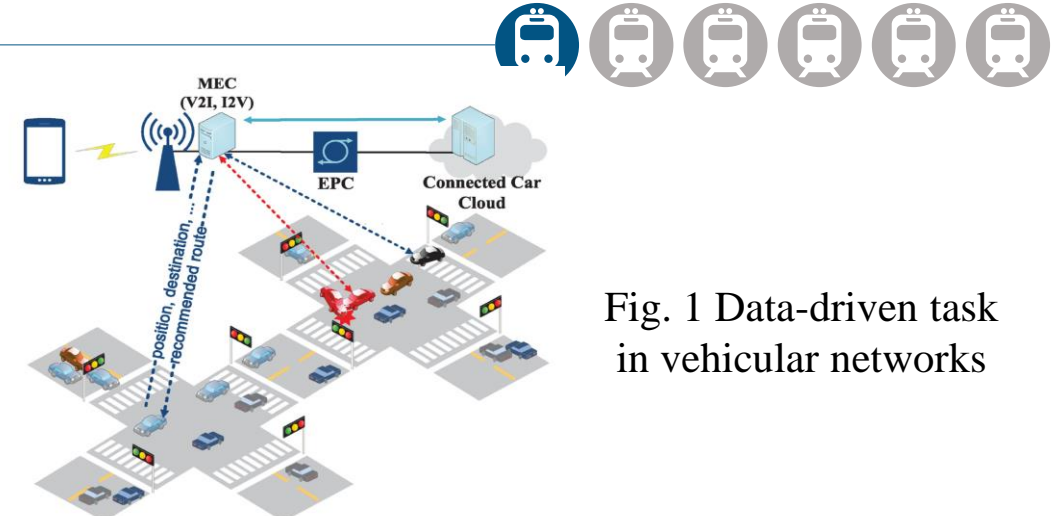 MEC
(V2I, I2V)
EPC
Connected Car
Cloud
position, destination, ...
recommended route
Fig. 1 Data-driven task
in vehicular networks